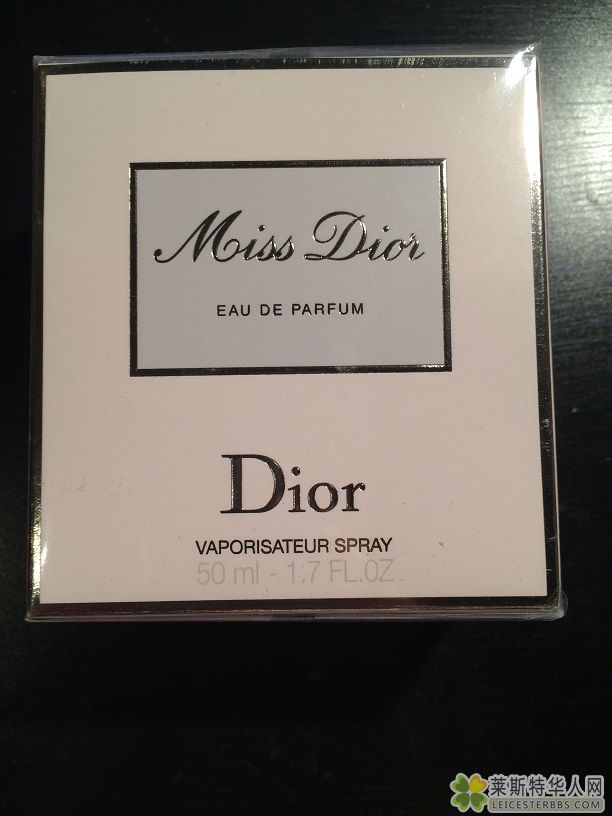 Miss Dior
EAU DE PARFUM
Dior
VAPORISATEUR SPRAY
50 ml - 1.7 FL.OZ
莱斯特华人网
LEICESTERBBS.COM